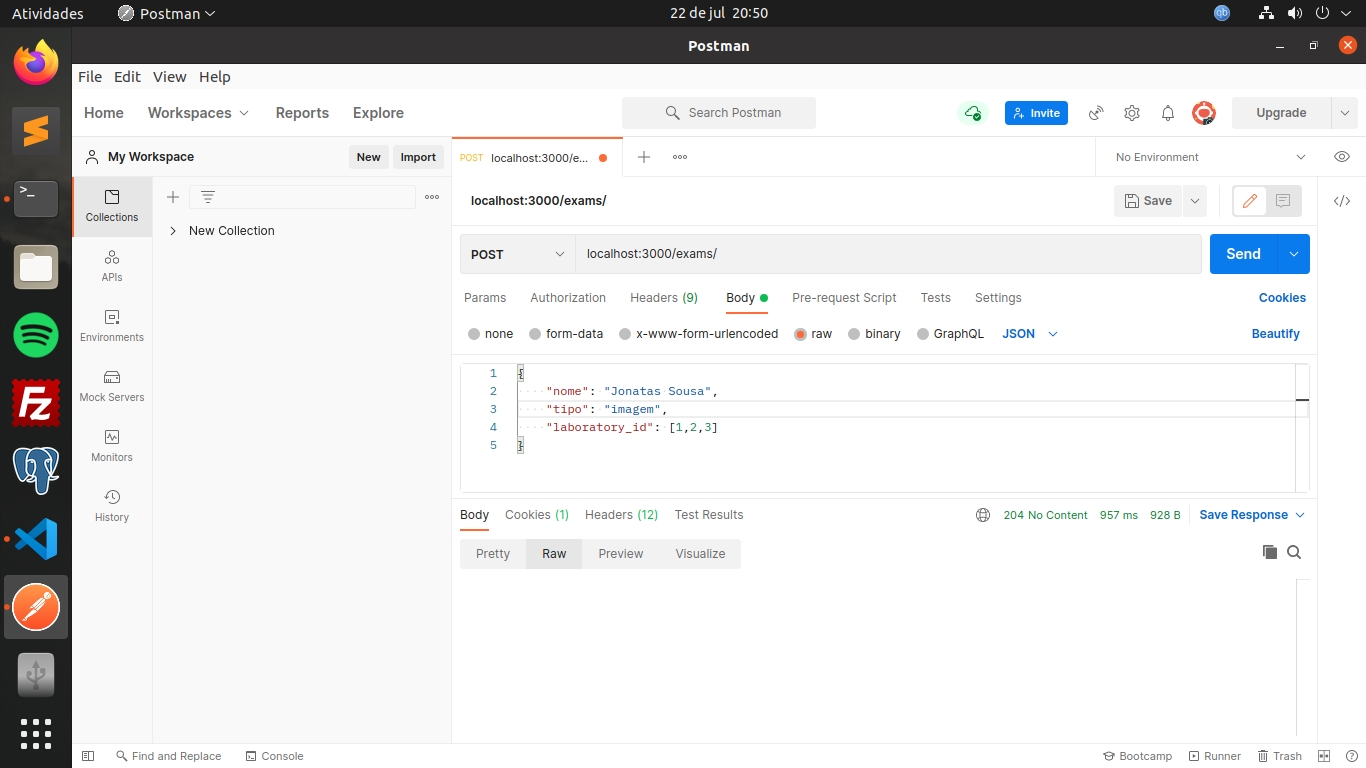 Atividades
Postman
22 de jul 20:50
qb
Postman
File Edit View Help
Home Workspaces Reports Explore
Search Postman
Invite
Upgrade
My Workspace
New Import
POST localhost:3000/e...
No Environment
Collections
APIs
Environments
Mock Servers
Monitors
History
New Collection
localhost:3000/exams/
Save
POST localhost:3000/exams/
Send
Params Authorization Headers (9) Body Pre-request Script Tests Settings Cookies
none form-data x-www-form-urlencoded raw binary GraphQL JSON Beautify
1 {
2 "nome": "Jonatas Sousa",
3 "tipo": "imagem",
4 "laboratory_id": [1,2,3]
5 }
Body Cookies (1) Headers (12) Test Results 204 No Content 957 ms 928 B Save Response
Pretty Raw Preview Visualize
Find and Replace Console Bootcamp Runner Trash